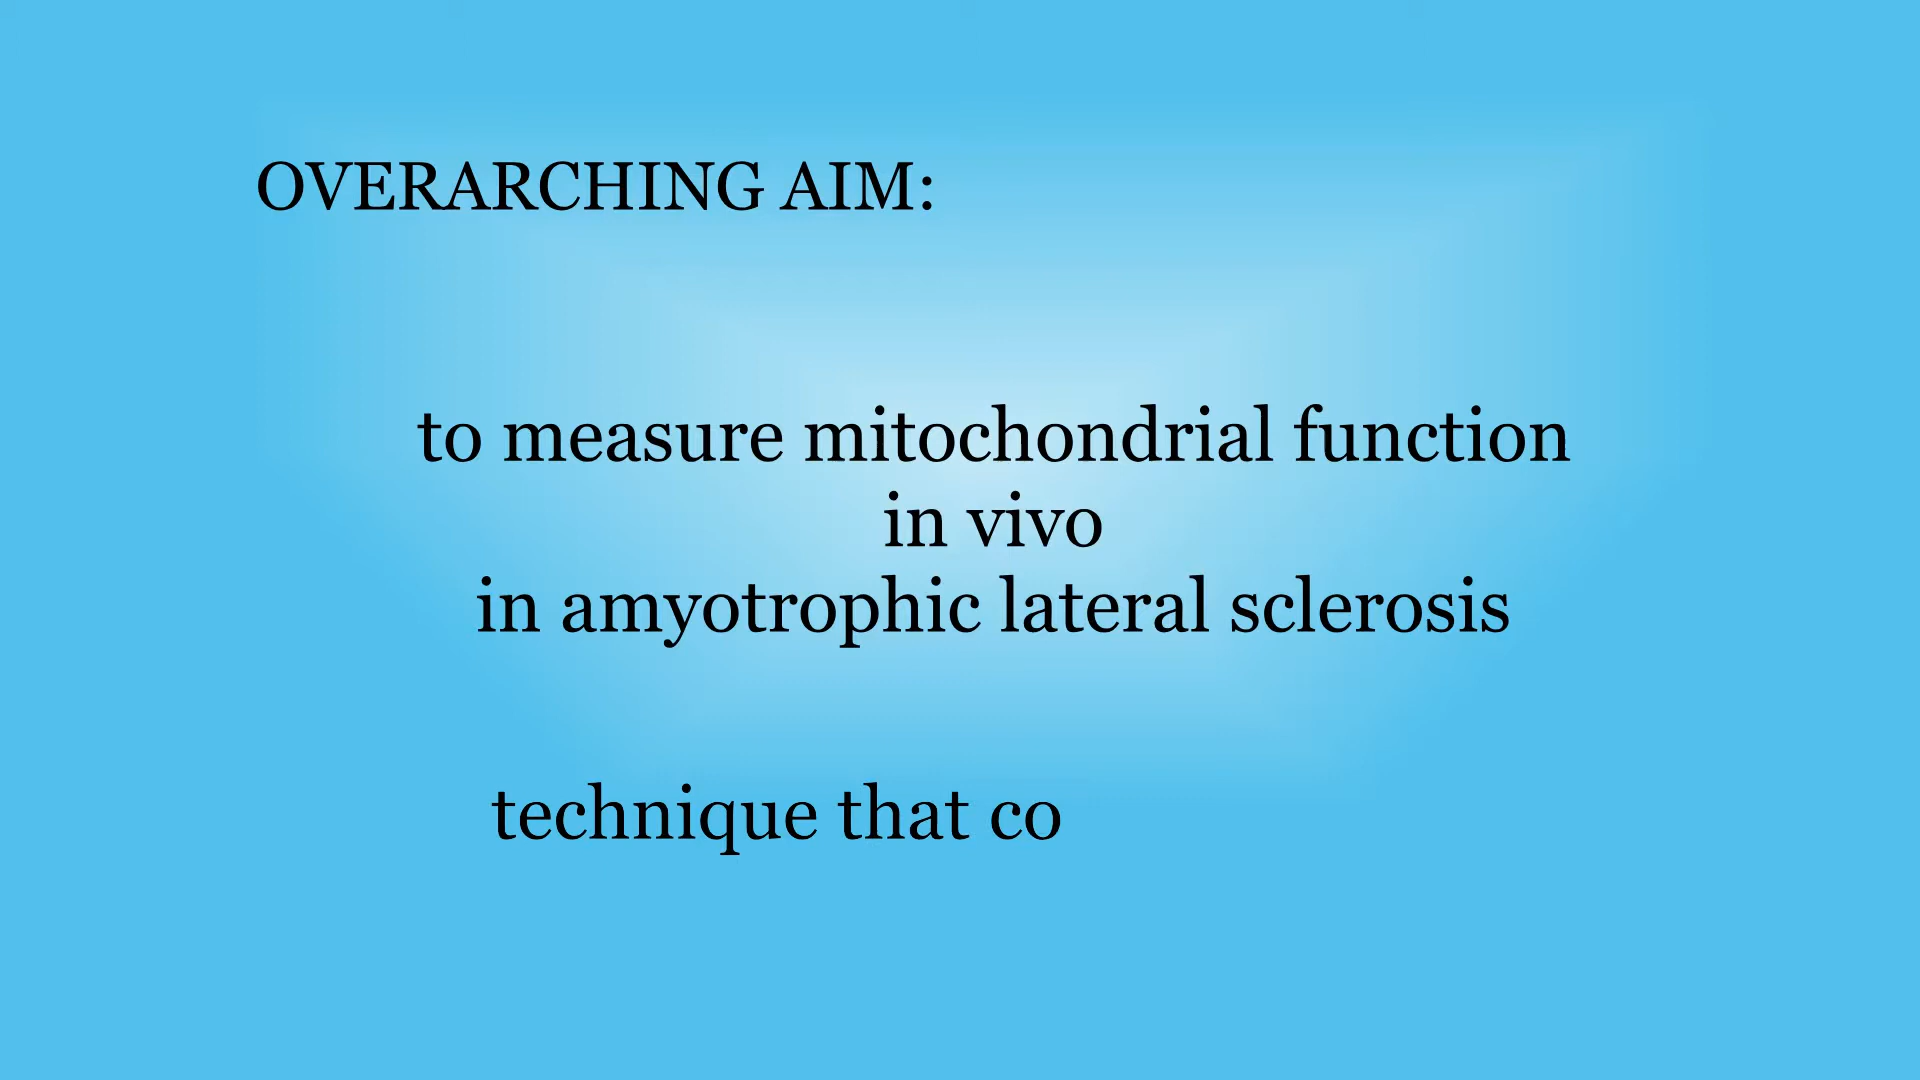 OVERARCHING AIM:
to measure mitochondrial function
in vivo
in amyotrophic lateral sclerosis
technique that co